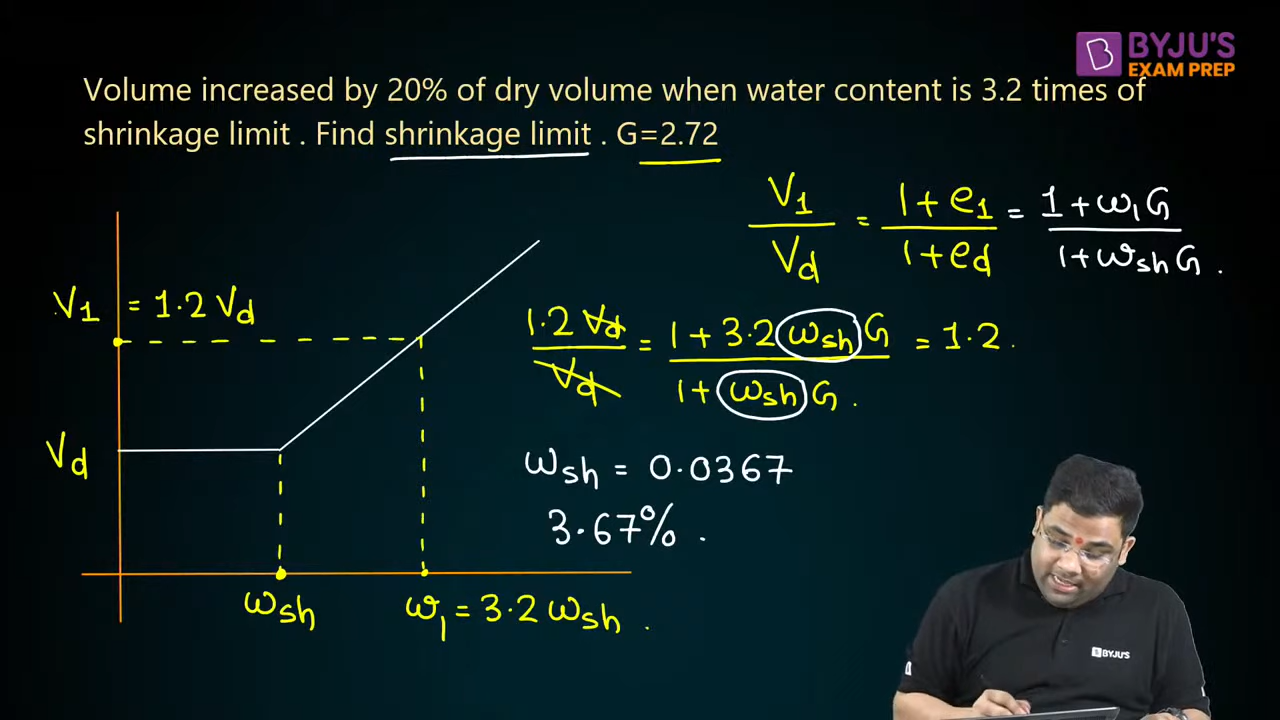 BYJU'S
EXAM PREP
Volume increased by 20% of dry volume when water content is 3.2 times of
shrinkage limit . Find shrinkage limit . G=2.72
V₁/Vd = (1+e₁)/(1+ed) = (1+ω₁G)/(1+ωshG) .
V₁ = 1.2 Vd
1.2 Vd/Vd = (1+3.2 ωsh G)/(1+ωsh G) = 1.2 .
Vd
ωsh = 0.0367
3.67% .
ωsh
ω₁ = 3.2 ωsh .
BYJU'S